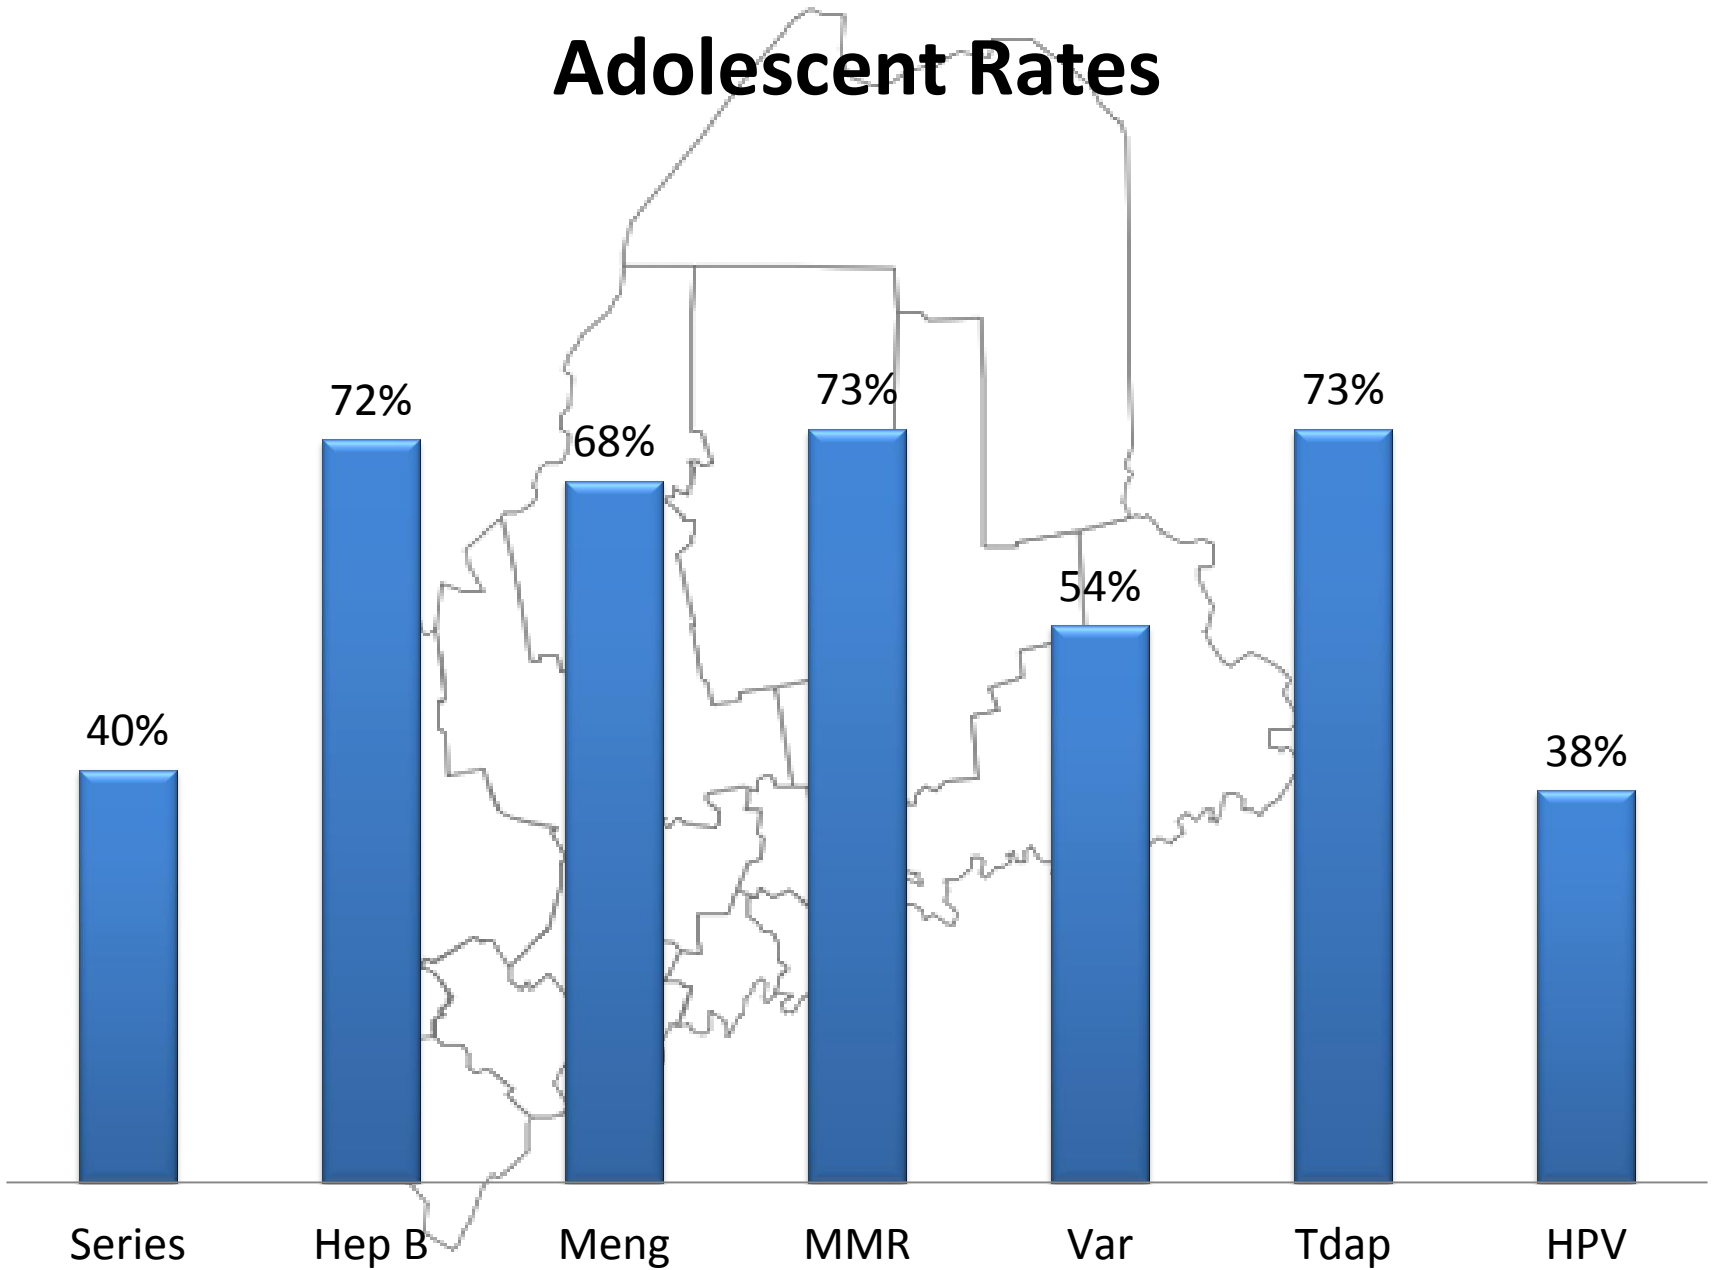 Adolescent Rates
40%
72%
68%
73%
54%
73%
38%
Series
Hep B
Meng
MMR
Var
Tdap
HPV